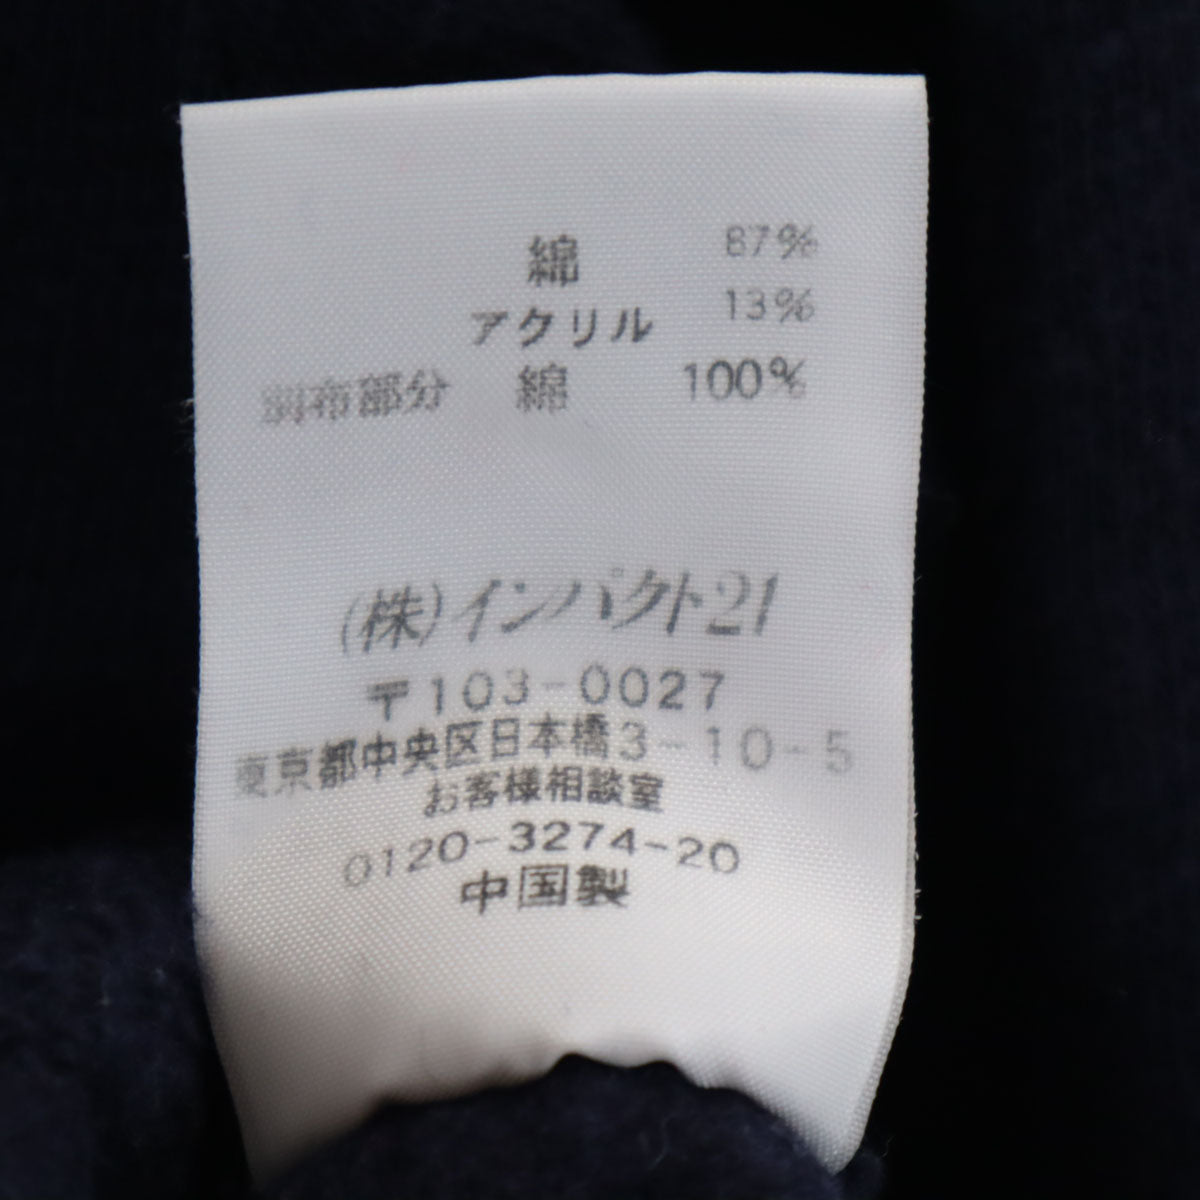 綿 87%
アクリル 13%
別布部分 綿 100%
(株)インパクト21
〒103-0027
東京都中央区日本橋3-10-5
お客様相談室
0120-3274-20
中国製